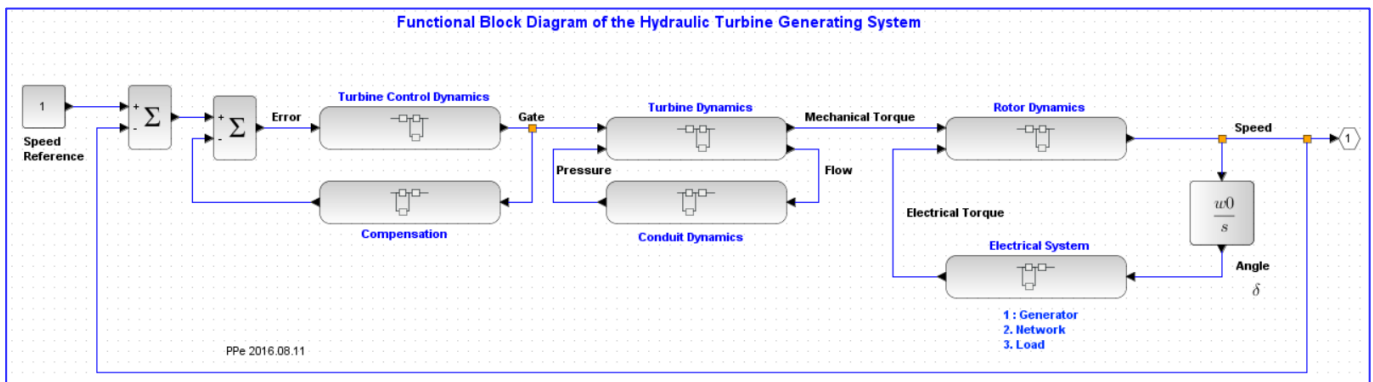 Functional Block Diagram of the Hydraulic Turbine Generating System
1
Speed
Reference
+
-
Σ
+
-
Σ
Error
Turbine Control Dynamics
Gate
Compensation
Turbine Dynamics
Pressure
Flow
Conduit Dynamics
Mechanical Torque
Rotor Dynamics
Speed
1
Electrical Torque
w0
s
Angle
δ
Electrical System
1 : Generator
2. Network
3. Load
PPe 2016.08.11